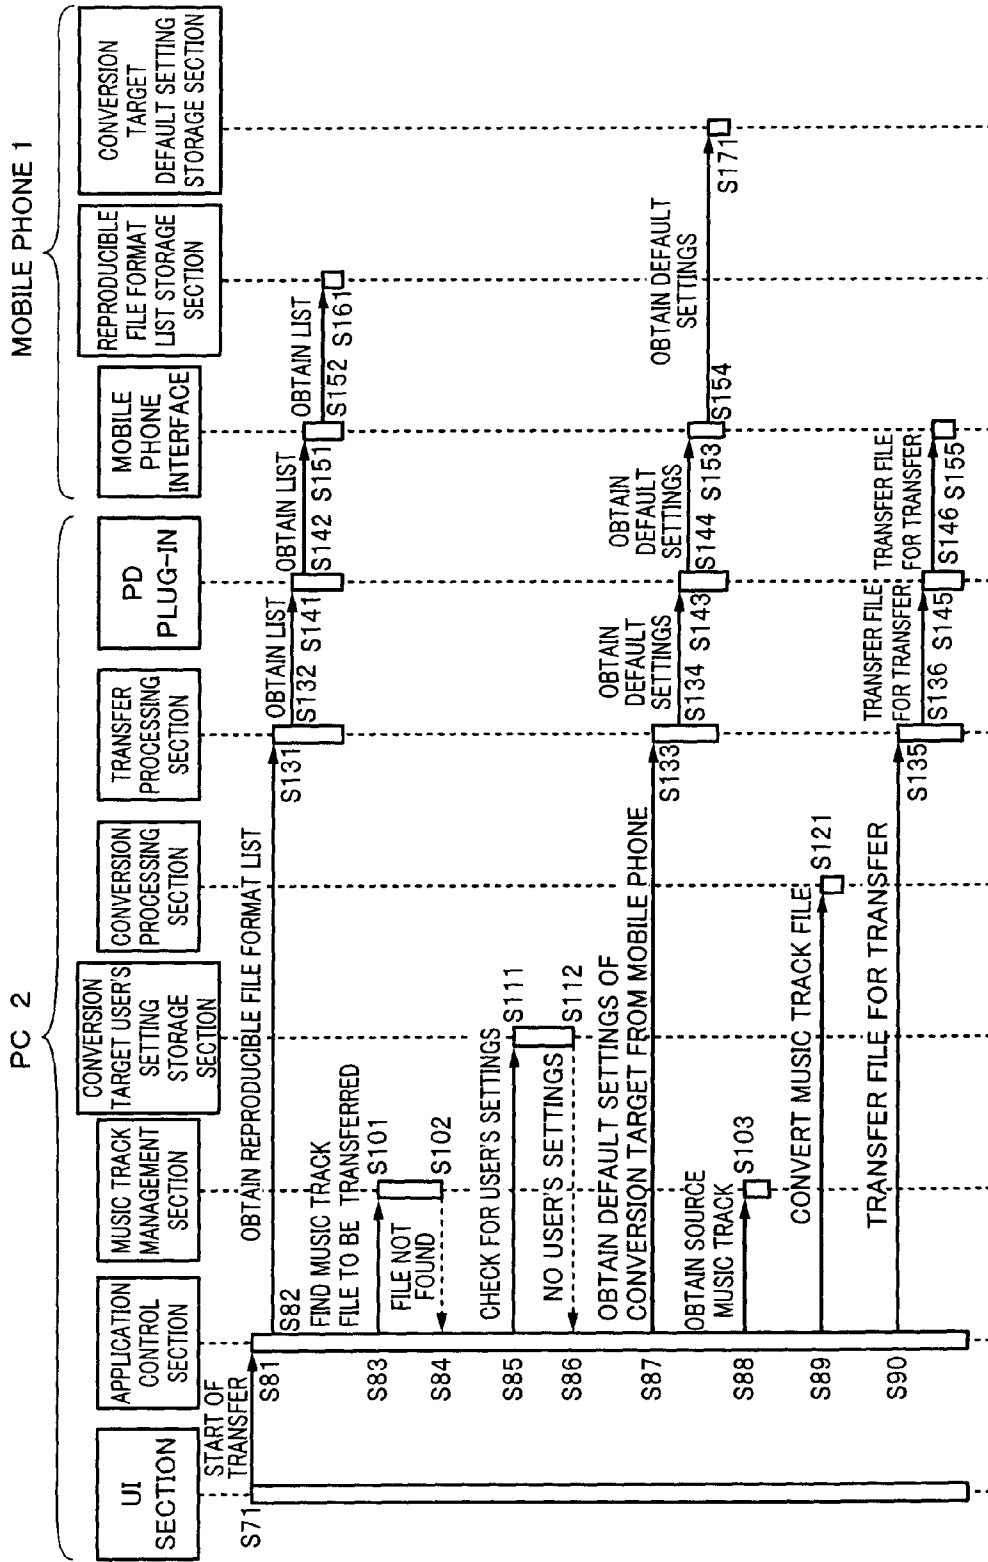 PC 2
MOBILE PHONE 1
UI
SECTION
APPLICATION
CONTROL
SECTION
MUSIC TRACK
MANAGEMENT
SECTION
CONVERSION
TARGET USER'S
SETTING
STORAGE
SECTION
CONVERSION
PROCESSING
SECTION
TRANSFER
PROCESSING
SECTION
PD
PLUG-IN
MOBILE
PHONE
INTERFACE
REPRODUCIBLE
FILE FORMAT
LIST STORAGE
SECTION
CONVERSION
TARGET
DEFAULT SETTING
STORAGE SECTION
S71
START OF
TRANSFER
S81
S82
OBTAIN REPRODUCIBLE FILE FORMAT LIST
S131
OBTAIN LIST
S132
S141
OBTAIN LIST
S142
S151
OBTAIN LIST
S152
S161
FIND MUSIC TRACK
FILE TO BE TRANSFERRED
S83
S101
FILE NOT
FOUND
S84
S102
CHECK FOR USER'S SETTINGS
S85
S111
NO USER'S SETTINGS
S86
S112
OBTAIN DEFAULT SETTINGS OF
CONVERSION TARGET FROM MOBILE PHONE
S87
S133
OBTAIN
DEFAULT
SETTINGS
S134
S143
OBTAIN
DEFAULT
SETTINGS
S144
S153
OBTAIN DEFAULT
SETTINGS
S154
S171
OBTAIN SOURCE
MUSIC TRACK
S88
S103
CONVERT MUSIC TRACK FILE
S89
S121
TRANSFER FILE FOR TRANSFER
S90
S135
TRANSFER FILE
FOR TRANSFER
S136
S145
TRANSFER FILE
FOR TRANSFER
S146
S155